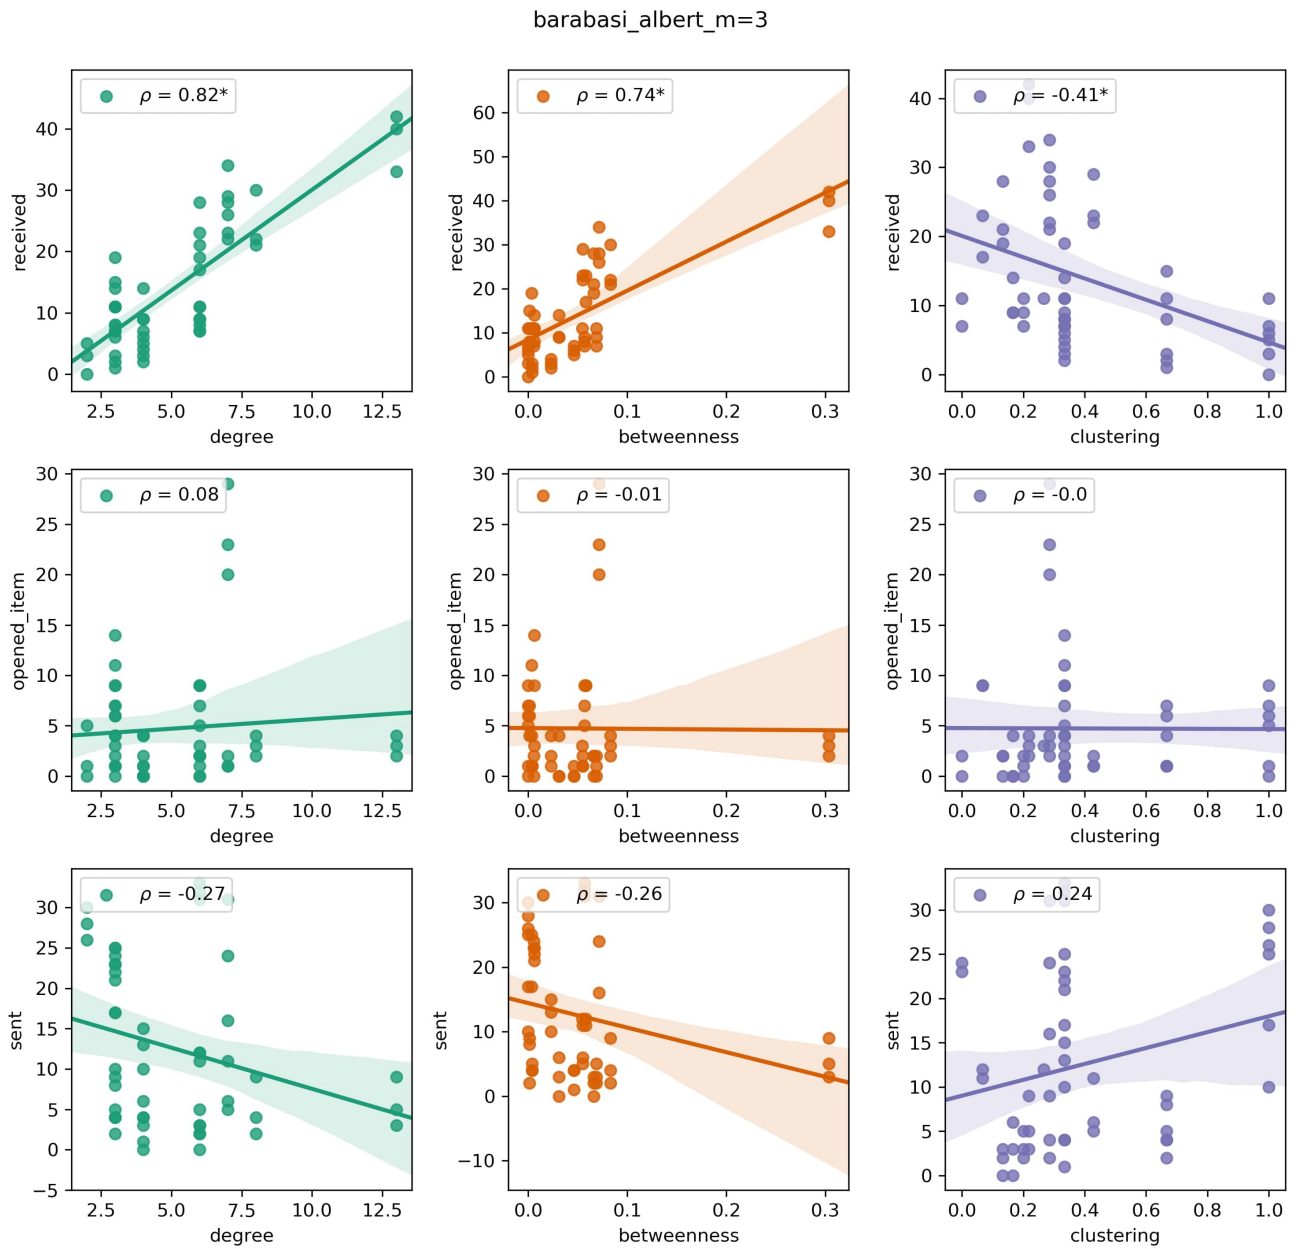 barabasi_albert_m=3
ρ = 0.82*
40
30
20
10
0
received
2.5 5.0 7.5 10.0 12.5
degree
ρ = 0.74*
60
50
40
30
20
10
0
received
0.0 0.1 0.2 0.3
betweenness
ρ = -0.41*
40
30
20
10
0
received
0.0 0.2 0.4 0.6 0.8 1.0
clustering
ρ = 0.08
30
25
20
15
10
5
0
opened_item
2.5 5.0 7.5 10.0 12.5
degree
ρ = -0.01
30
25
20
15
10
5
0
opened_item
0.0 0.1 0.2 0.3
betweenness
ρ = -0.0
30
25
20
15
10
5
0
opened_item
0.0 0.2 0.4 0.6 0.8 1.0
clustering
ρ = -0.27
30
25
20
15
10
5
0
−5
sent
2.5 5.0 7.5 10.0 12.5
degree
ρ = -0.26
30
20
10
0
−10
sent
0.0 0.1 0.2 0.3
betweenness
ρ = 0.24
30
25
20
15
10
5
0
sent
0.0 0.2 0.4 0.6 0.8 1.0
clustering